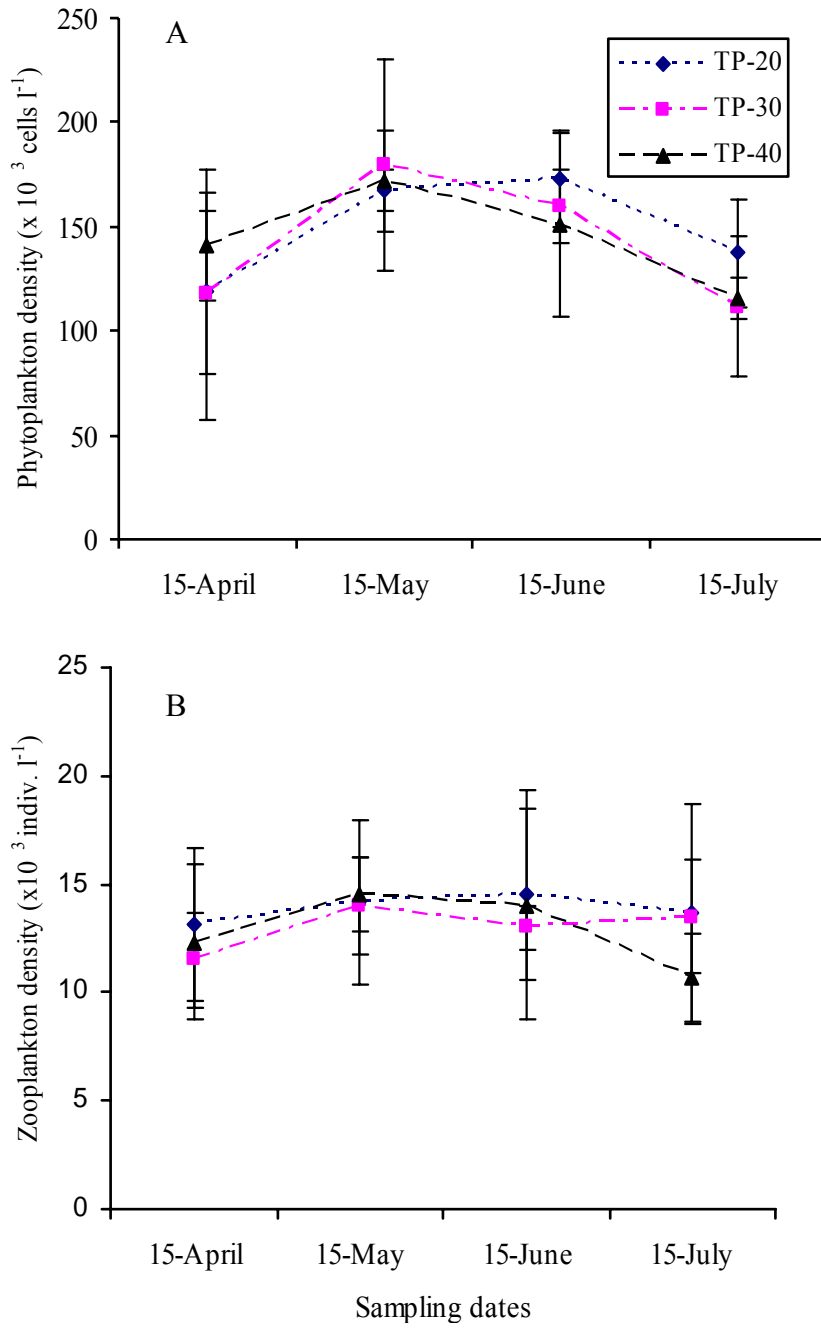 A
Phytoplankton density (x 10 3 cells l-1)
250
200
150
100
50
0
TP-20
TP-30
TP-40
15-April 15-May 15-June 15-July
B
Zooplankton density (x10 3 indiv. l-1)
25
20
15
10
5
0
15-April 15-May 15-June 15-July
Sampling dates